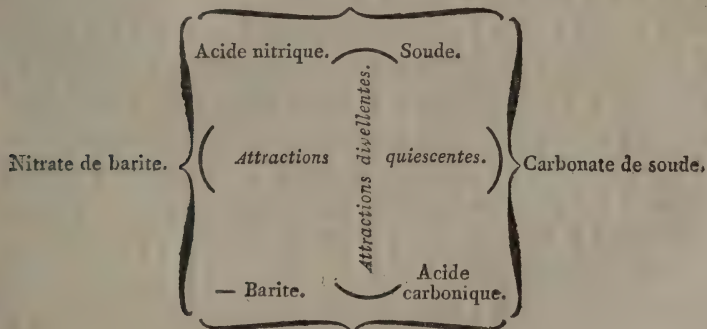 Acide nitrique. Soude.
Attractions divellentes.
Nitrate de barite. Attractions quiescentes. Carbonate de soude.
— Barite. Acide
carbonique.